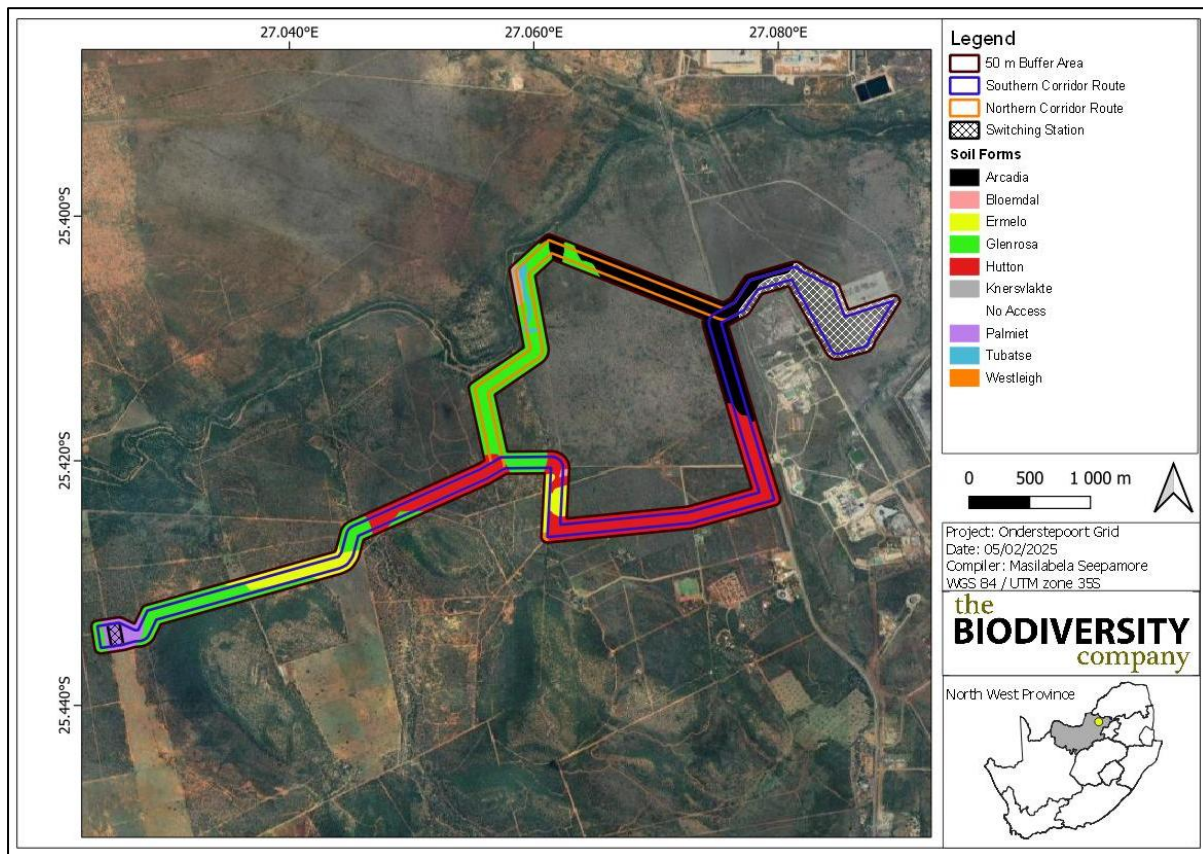 27.040°E
27.060°E
27.080°E
25.400°S
25.420°S
25.440°S
Legend
50 m Buffer Area
Southern Corridor Route
Northern Corridor Route
Switching Station
Soil Forms
Arcadia
Bloemdal
Ermelo
Glenrosa
Hutton
Knersvlakte
No Access
Palmiet
Tubatse
Westleigh
0 500 1 000 m
Project: Onderstepoort Grid
Date: 05/02/2025
Compiler: Masilabela Seepamore
WGS 84 / UTM zone 35S
the
BIODIVERSITY
company
North West Province